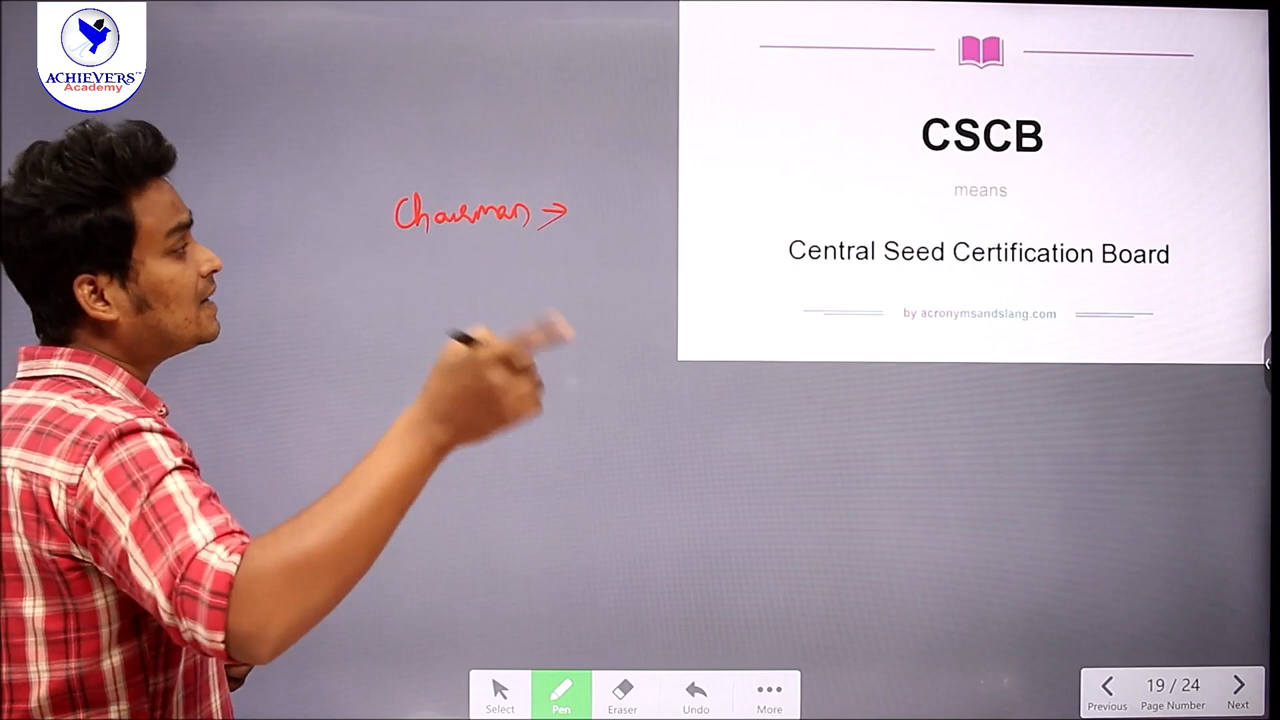 ACHIEVERS™
Academy
CSCB
means
Central Seed Certification Board
by acronymsandslang.com
Chairman →
Select
Pen
Eraser
Undo
More
Previous
19 / 24
Page Number
Next